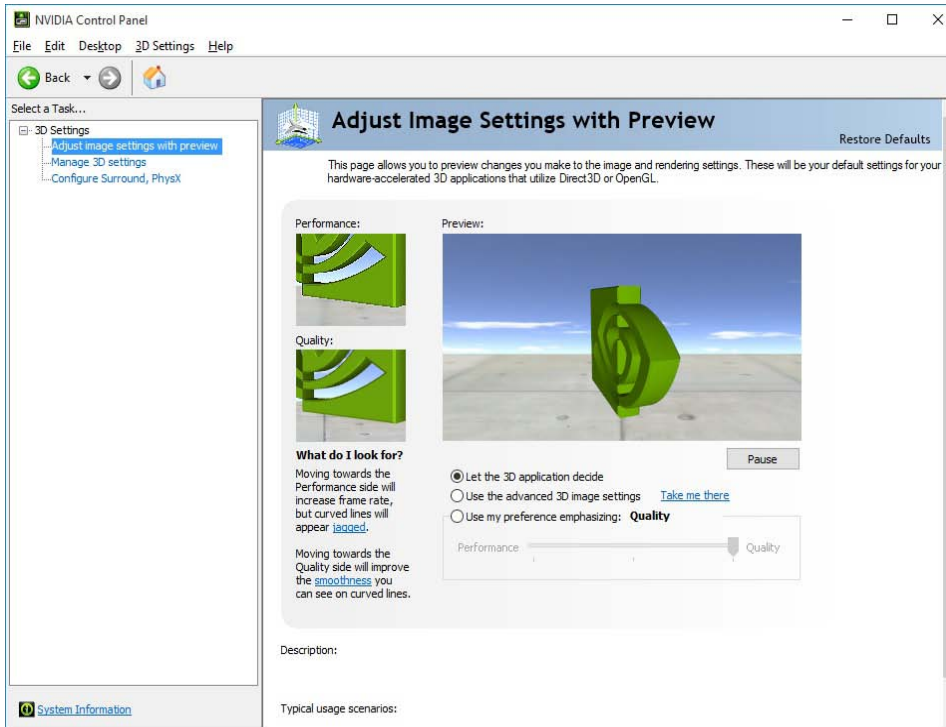 NVIDIA Control Panel
File Edit Desktop 3D Settings Help
Back
Select a Task...
3D Settings
Adjust image settings with preview
Manage 3D settings
Configure Surround, PhysX
System Information
Adjust Image Settings with Preview
Restore Defaults
This page allows you to preview changes you make to the image and rendering settings. These will be your default settings for your
hardware-accelerated 3D applications that utilize Direct3D or OpenGL.
Performance:
Quality:
What do I look for?
Moving towards the
Performance side will
increase frame rate,
but curved lines will
appear jagged.
Moving towards the
Quality side will improve
the smoothness you
can see on curved lines.
Preview:
Pause
Let the 3D application decide
Use the advanced 3D image settings Take me there
Use my preference emphasizing: Quality
Performance Quality
Description:
Typical usage scenarios: